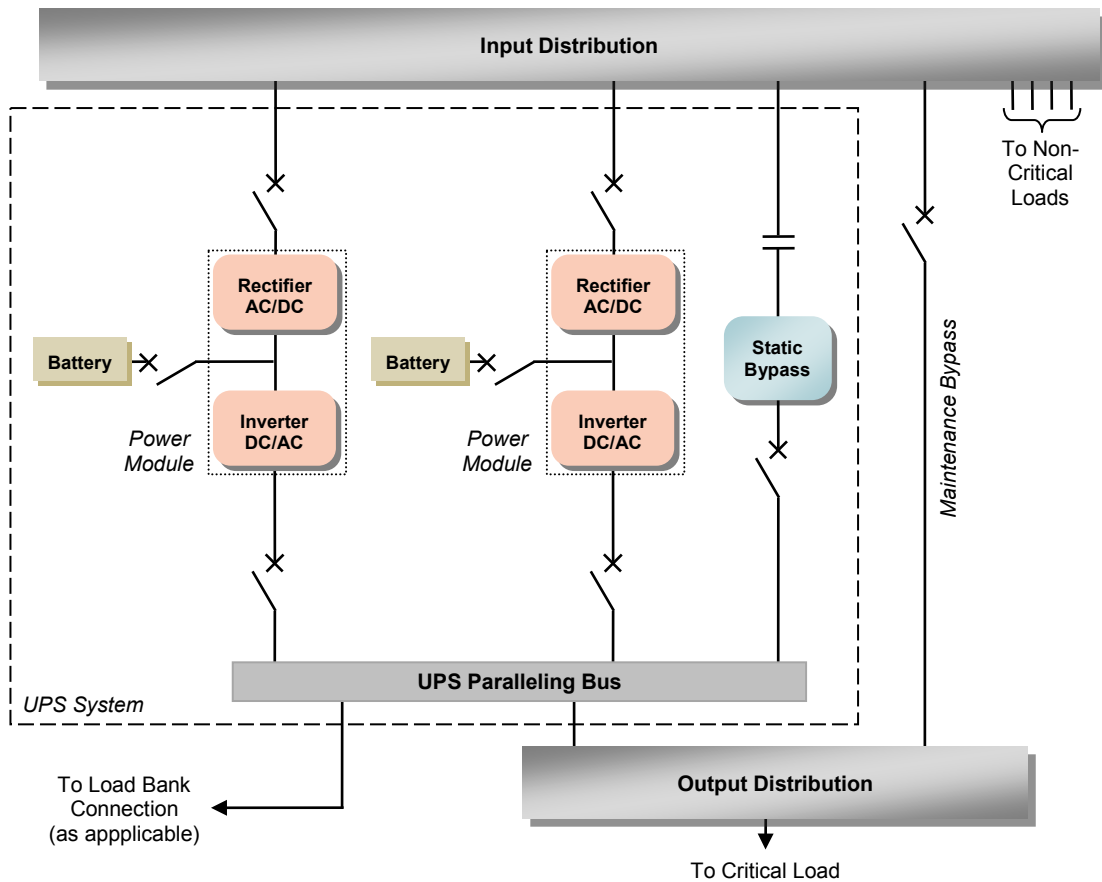 Input Distribution
To Non-
Critical
Loads
Rectifier
AC/DC
Rectifier
AC/DC
Battery
Battery
Static
Bypass
Inverter
DC/AC
Inverter
DC/AC
Power
Module
Power
Module
Maintenance Bypass
UPS Paralleling Bus
UPS System
To Load Bank
Connection
(as appplicable)
Output Distribution
To Critical Load